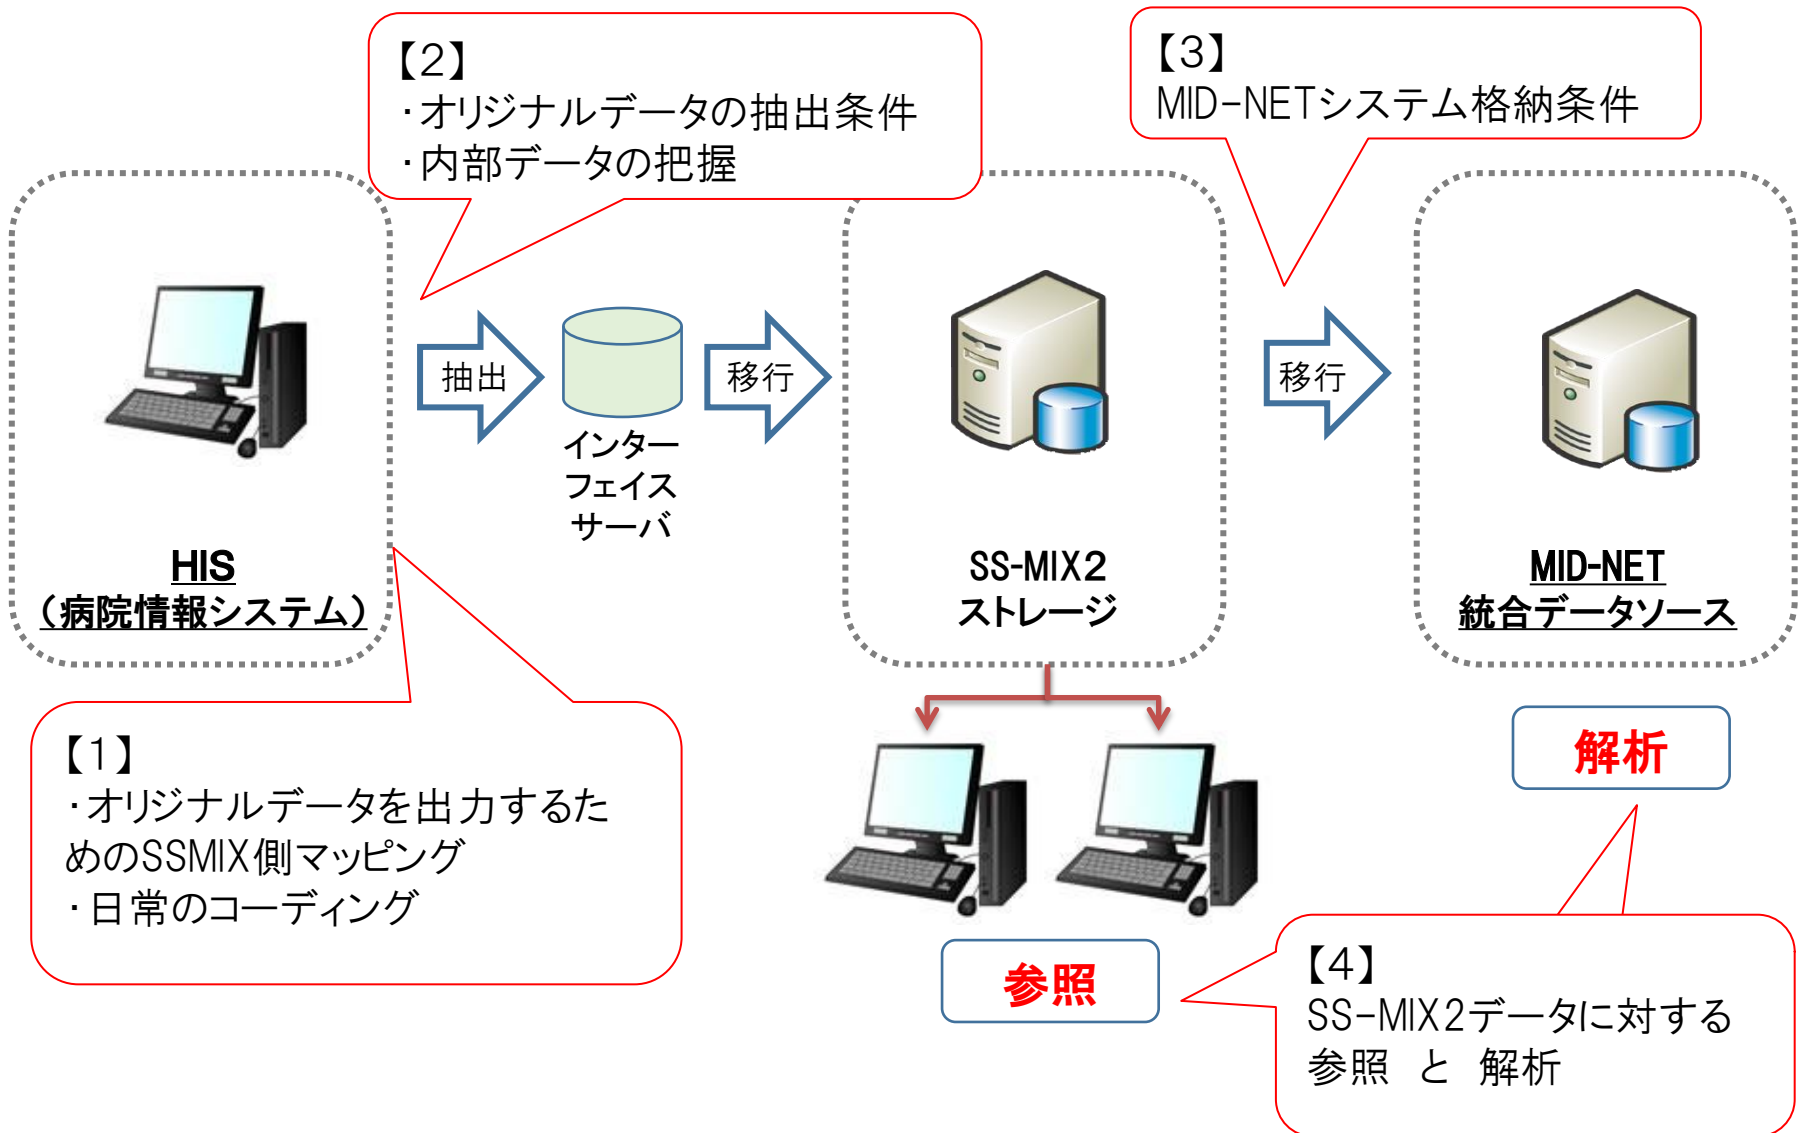 【2】
・オリジナルデータの抽出条件
・内部データの把握
【3】
MID-NETシステム格納条件
抽出
インター
フェイス
サーバ
移行
移行
HIS
（病院情報システム）
SS-MIX2
ストレージ
MID-NET
統合データソース
【1】
・オリジナルデータを出力するた
めのSSMIX側マッピング
・日常のコーディング
解析
参照
【4】
SS-MIX2データに対する
参照　と　解析